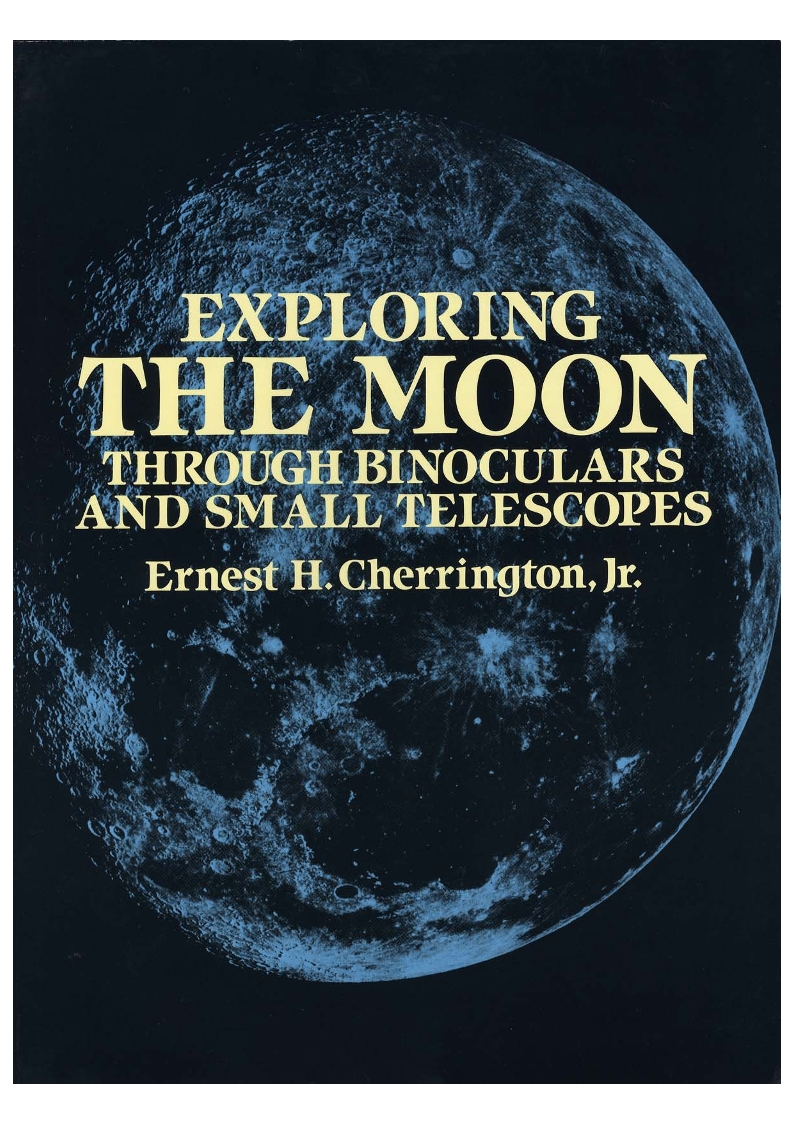 EXPLORING
THE MOON
THROUGH BINOCULARS
AND SMALL TELESCOPES
Ernest H. Cherrington, Jr.